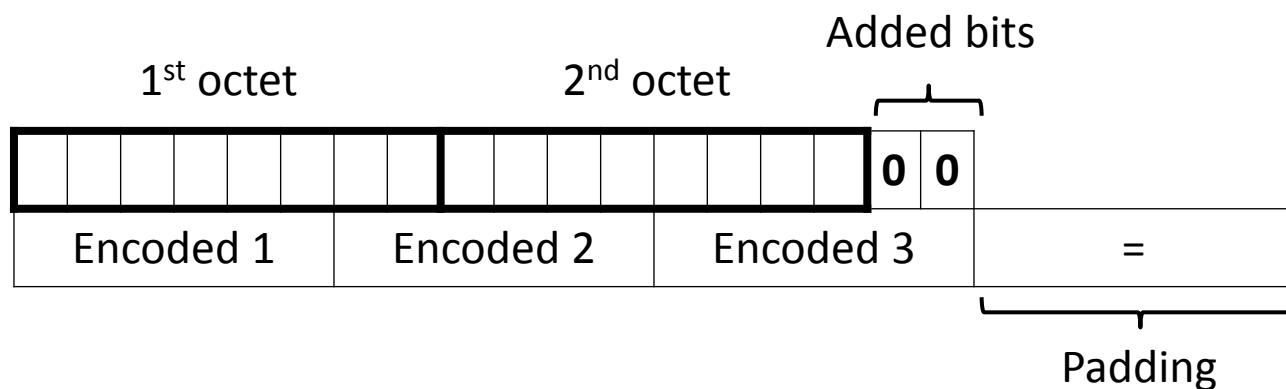 Added bits
1st octet 2nd octet
0 0
Encoded 1 Encoded 2 Encoded 3 =
Padding